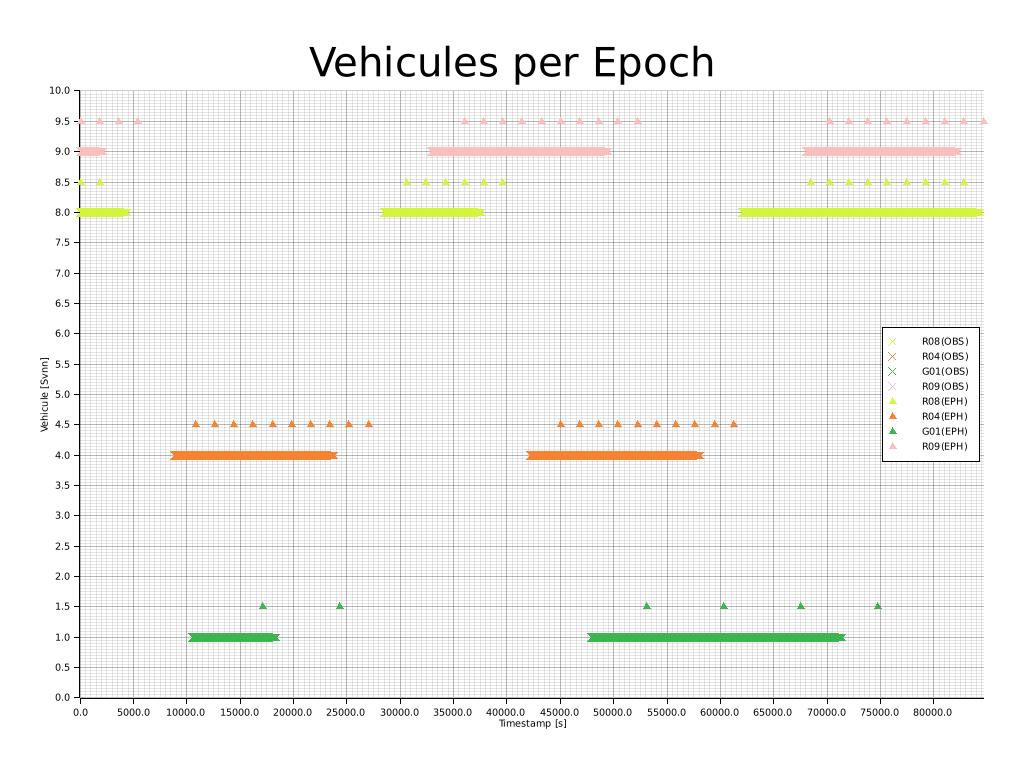 Vehicules per Epoch
10.0
9.5
9.0
8.5
8.0
7.5
7.0
6.5
6.0
5.5
5.0
4.5
4.0
3.5
3.0
2.5
2.0
1.5
1.0
0.5
0.0
Vehicule [Svnn]
R08(OBS)
R04(OBS)
G01(OBS)
R09(OBS)
R08(EPH)
R04(EPH)
G01(EPH)
R09(EPH)
0.0 5000.0 10000.0 15000.0 20000.0 25000.0 30000.0 35000.0 40000.0 45000.0 50000.0 55000.0 60000.0 65000.0 70000.0 75000.0 80000.0
Timestamp [s]